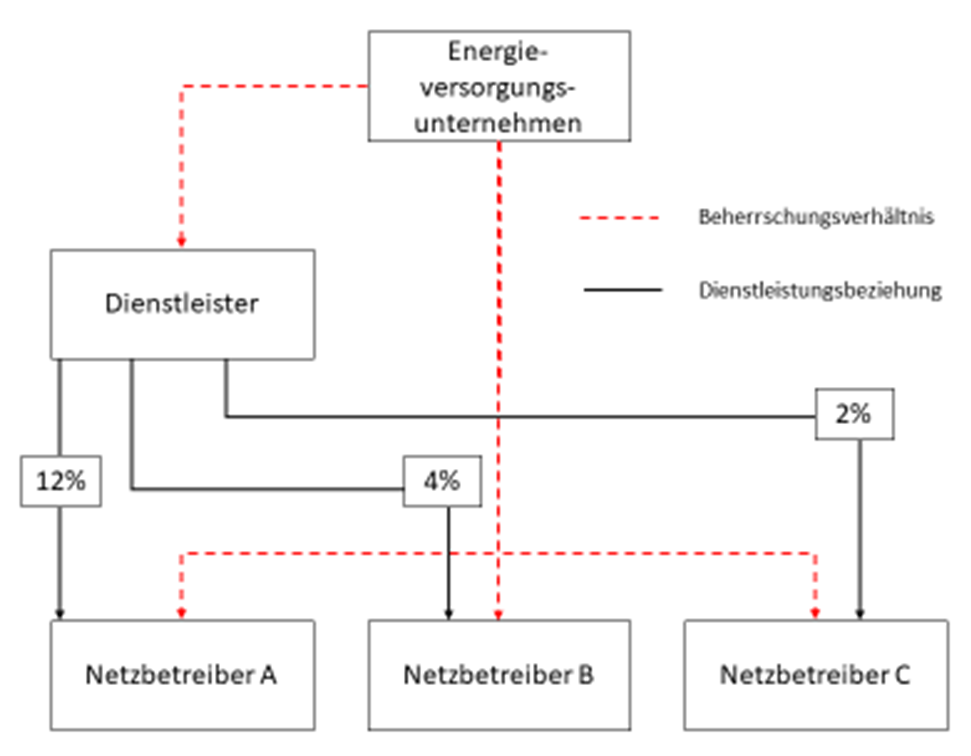 Energie-
versorgungs-
unternehmen
Beherrschungsverhältnis
Dienstleistungsbeziehung
Dienstleister
2%
12%
4%
Netzbetreiber A
Netzbetreiber B
Netzbetreiber C